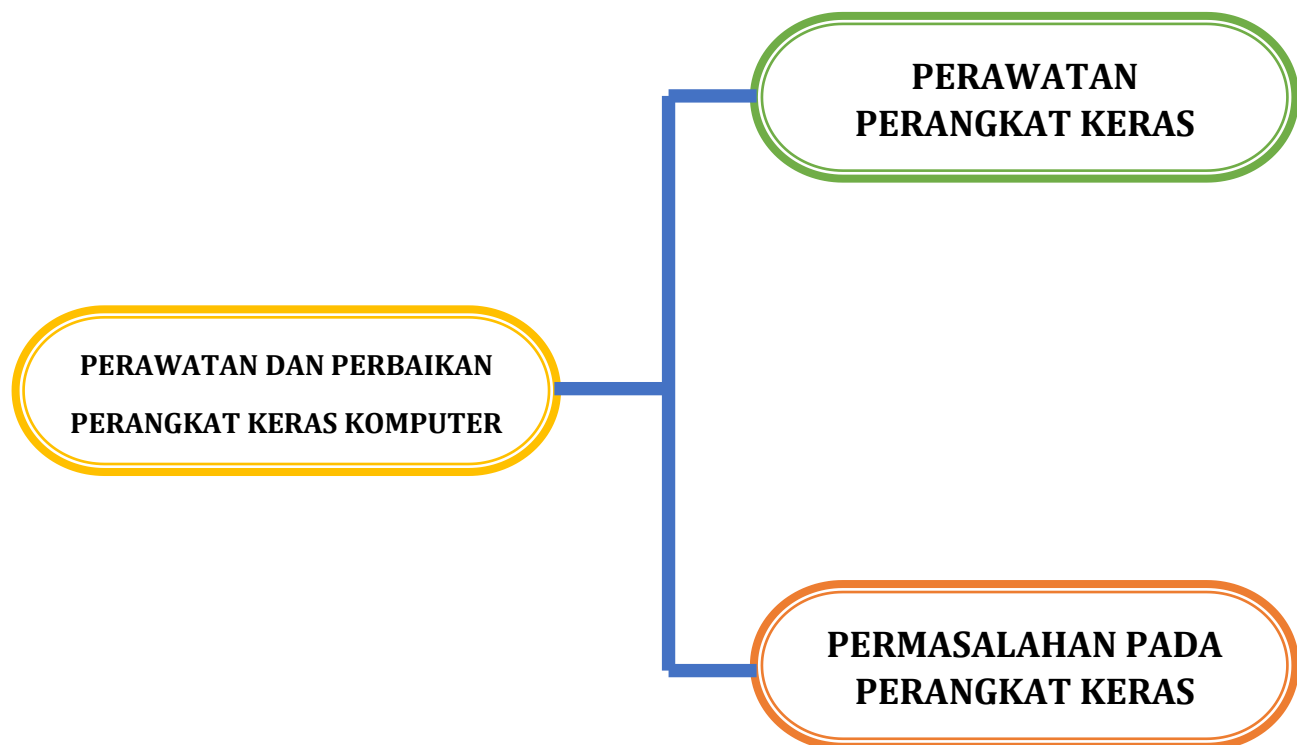 PERAWATAN
PERANGKAT KERAS
PERAWATAN DAN PERBAIKAN
PERANGKAT KERAS KOMPUTER
PERMASALAHAN PADA
PERANGKAT KERAS